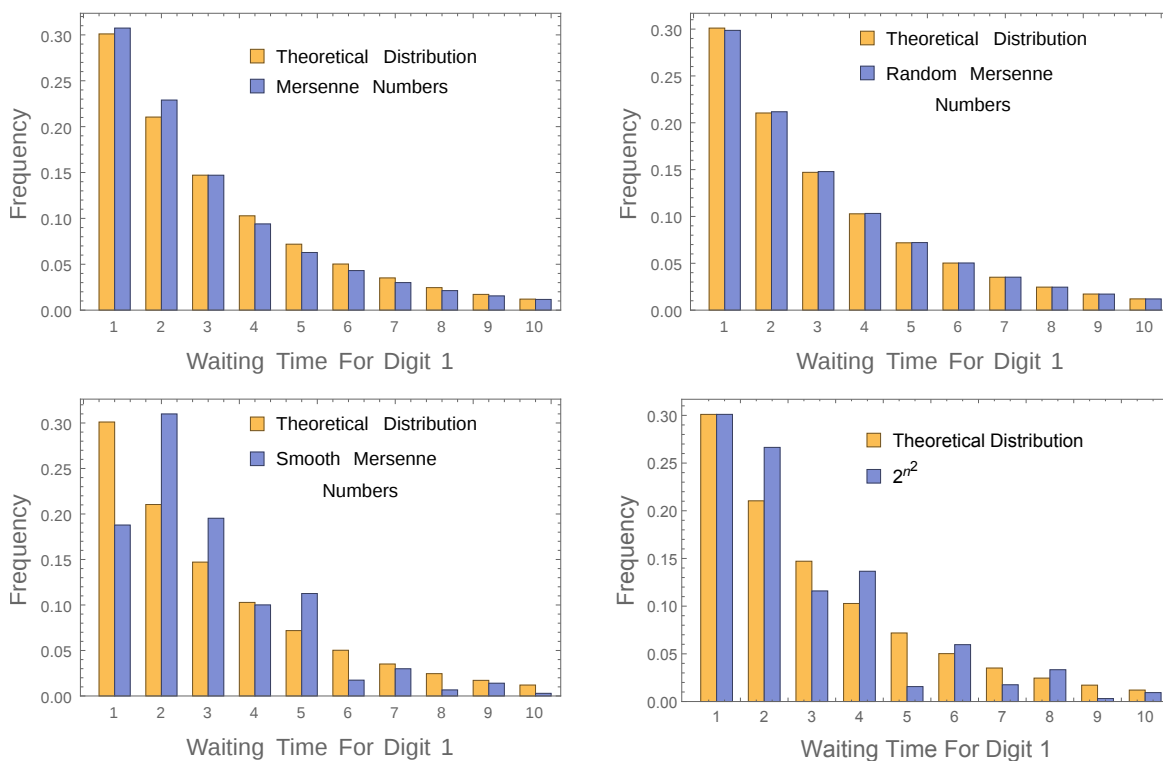 Theoretical Distribution
Mersenne Numbers
Frequency
0.30
0.25
0.20
0.15
0.10
0.05
0.00
1 2 3 4 5 6 7 8 9 10
Waiting Time For Digit 1
Theoretical Distribution
Random Mersenne
Numbers
Frequency
0.30
0.25
0.20
0.15
0.10
0.05
0.00
1 2 3 4 5 6 7 8 9 10
Waiting Time For Digit 1
Theoretical Distribution
Smooth Mersenne
Numbers
Frequency
0.30
0.25
0.20
0.15
0.10
0.05
0.00
1 2 3 4 5 6 7 8 9 10
Waiting Time For Digit 1
Theoretical Distribution
2^{n^2}
Frequency
0.30
0.25
0.20
0.15
0.10
0.05
0.00
1 2 3 4 5 6 7 8 9 10
Waiting Time For Digit 1